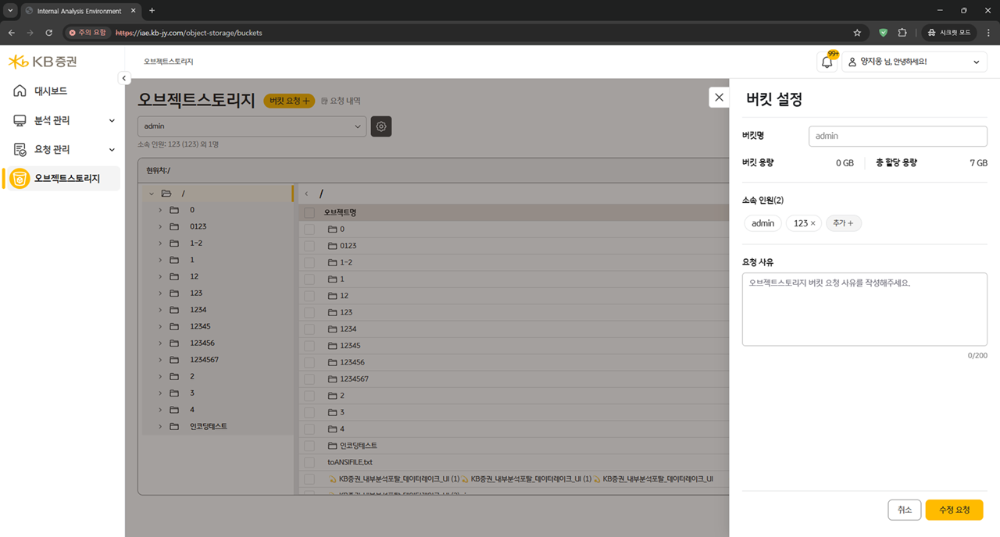 Internal Analysis Environment
주의 요함 https://iae.kb-jy.com/object-storage/buckets
시크릿 모드
KB증권
오브젝트스토리지
99+
양지웅 님, 안녕하세요!
대시보드
분석 관리
요청 관리
오브젝트스토리지
오브젝트스토리지 버킷 요청 + 요청 내역
admin
소속 인원: 123 (123) 외 1명
현위치:/
/
0
0123
1-2
1
12
123
1234
12345
123456
1234567
2
3
4
인코딩테스트
/
오브젝트명
0
0123
1-2
1
12
123
1234
12345
123456
1234567
2
3
4
인코딩테스트
toANSIFILE.txt
KB증권_내부분석포탈_데이터레이크_UI (1) KB증권_내부분석포탈_데이터레이크_UI (1) KB증권_내부분석포탈_데이터레이크_UI
버킷 설정
버킷명 admin
버킷 용량 0 GB 총 할당 용량 7 GB
소속 인원(2)
admin 123 × 추가 +
요청 사유
오브젝트스토리지 버킷 요청 사유를 작성해주세요.
0/200
취소 수정 요청